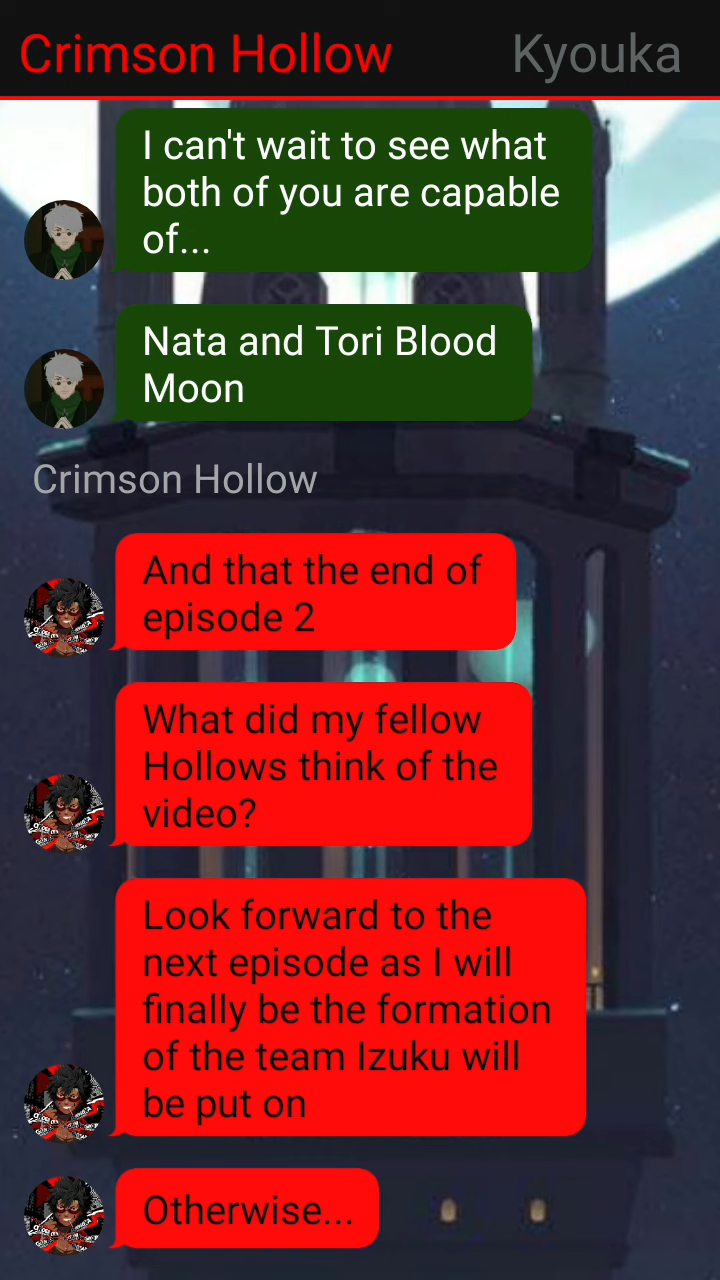 Crimson Hollow Kyouka
I can't wait to see what
both of you are capable
of...
Nata and Tori Blood
Moon
Crimson Hollow
And that the end of
episode 2
What did my fellow
Hollows think of the
video?
Look forward to the
next episode as I will
finally be the formation
of the team Izuku will
be put on
Otherwise...